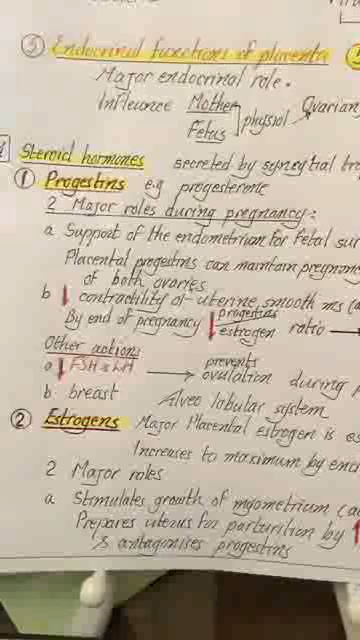 ③ Endocrinal functions of placenta
Major endocrinal role.
Influence Mother Fetus physiol Ovarian
Steroid hormones secreted by syncytial
① Progestins e.g progesterone
2 Major roles during pregnancy:
a Support of the endometrium for fetal sur
Placental progestins can maintain pregnan
of both ovaries
b ↓ contractility of uterine smooth ms
By end of pregnancy ↓ progestins estrogen ratio →
Other actions
a ↓ FSH & LH → prevents ovulation during
b. breast Alveo lobular system
② Estrogens Major Placental estrogen is es
Increases to maximum by end
2 Major roles
a Stimulates growth of myometrium
Prepares uterus for parturition by ↑
& antagonises progestins